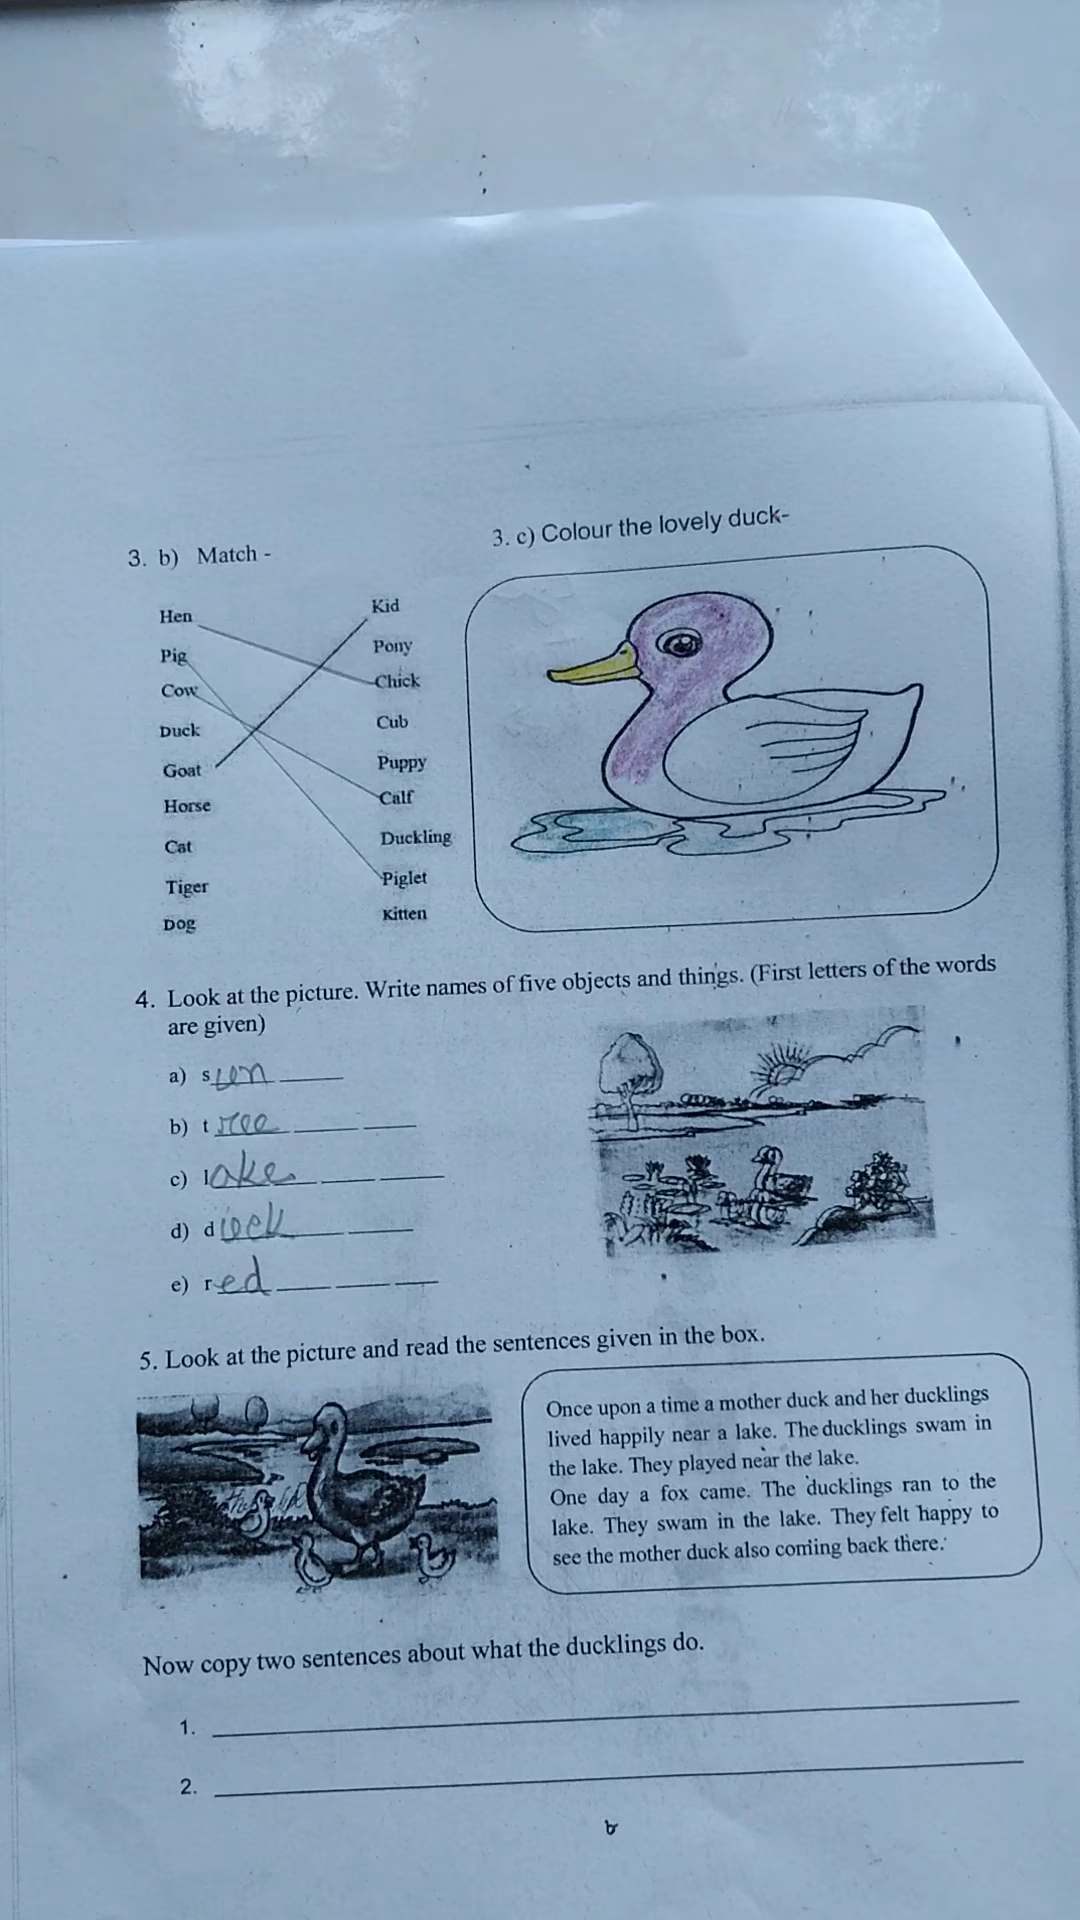 3. b) Match -
3. c) Colour the lovely duck-
Hen Kid
Pig Pony
Cow Chick
Duck Cub
Goat Puppy
Horse Calf
Cat Duckling
Tiger Piglet
Dog Kitten
4. Look at the picture. Write names of five objects and things. (First letters of the words
are given)
a) sun
b) tree
c) lake
d) duck
e) red
5. Look at the picture and read the sentences given in the box.
Once upon a time a mother duck and her ducklings
lived happily near a lake. The ducklings swam in
the lake. They played near the lake.
One day a fox came. The ducklings ran to the
lake. They swam in the lake. They felt happy to
see the mother duck also coming back there.
Now copy two sentences about what the ducklings do.
1.
2.